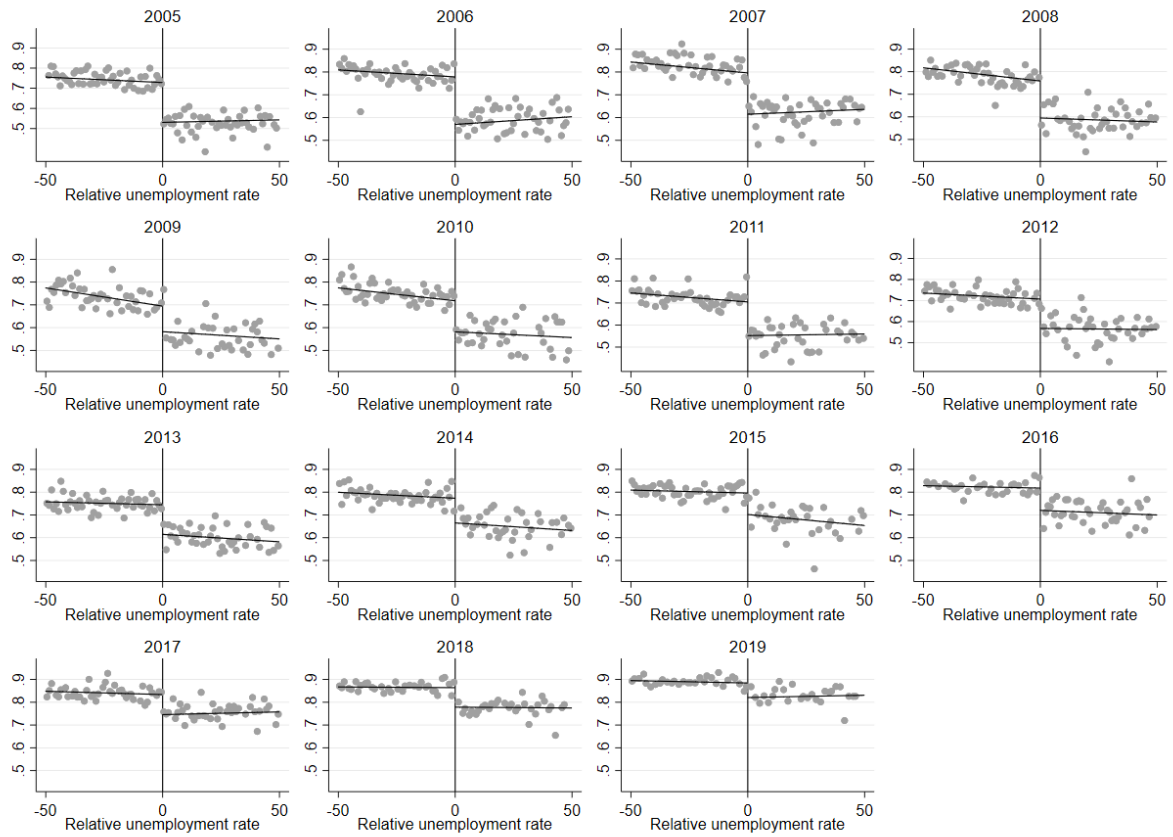 2005 2006 2007 2008
.9 .9 .9 .9
.8 .8 .8 .8
.7 .7 .7 .7
.6 .6 .6 .6
.5 .5 .5 .5
-50 0 50 -50 0 50 -50 0 50 -50 0 50
Relative unemployment rate Relative unemployment rate Relative unemployment rate Relative unemployment rate
2009 2010 2011 2012
.9 .9 .9 .9
.8 .8 .8 .8
.7 .7 .7 .7
.6 .6 .6 .6
.5 .5 .5 .5
-50 0 50 -50 0 50 -50 0 50 -50 0 50
Relative unemployment rate Relative unemployment rate Relative unemployment rate Relative unemployment rate
2013 2014 2015 2016
.9 .9 .9 .9
.8 .8 .8 .8
.7 .7 .7 .7
.6 .6 .6 .6
.5 .5 .5 .5
-50 0 50 -50 0 50 -50 0 50 -50 0 50
Relative unemployment rate Relative unemployment rate Relative unemployment rate Relative unemployment rate
2017 2018 2019
.9 .9 .9
.8 .8 .8
.7 .7 .7
.6 .6 .6
.5 .5 .5
-50 0 50 -50 0 50 -50 0 50
Relative unemployment rate Relative unemployment rate Relative unemployment rate